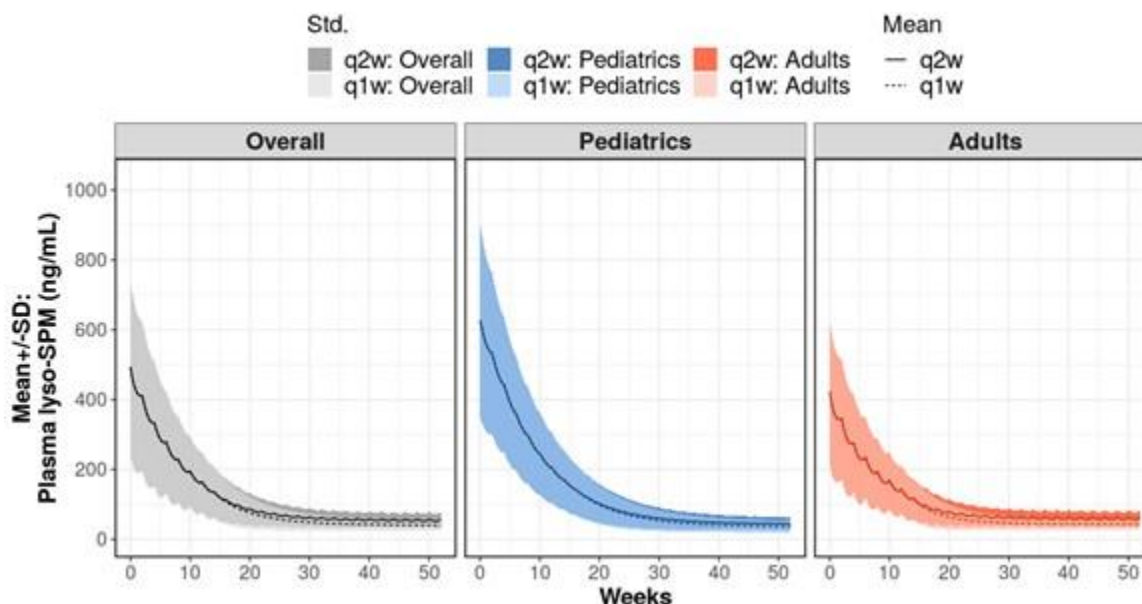 Std.
Mean
q2w: Overall
q2w: Pediatrics
q2w: Adults
q2w
q1w: Overall
q1w: Pediatrics
q1w: Adults
q1w
Overall
Pediatrics
Adults
Mean+/-SD:
Plasma lyso-SPM (ng/mL)
1000
800
600
400
200
0
0 10 20 30 40 50
0 10 20 30 40 50
0 10 20 30 40 50
Weeks